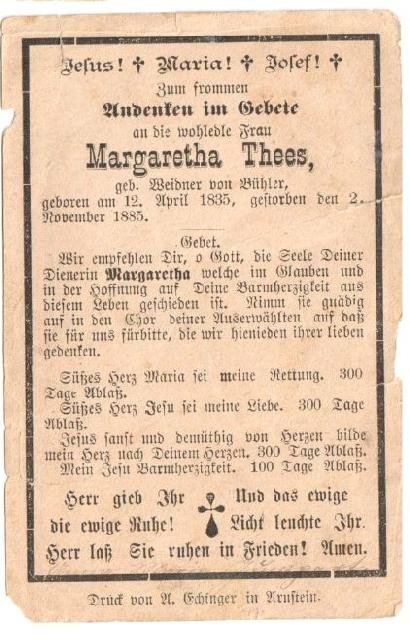 Jesus! ✝ Maria! ✝ Josef! ✝
Zum frommen
Andenken im Gebete
an die wohledle Frau
Margaretha Thees,
geb. Weidner von Bühler,
geboren am 12. April 1835, gestorben den 2.
November 1885.
Gebet.
Wir empfehlen Dir, o Gott, die Seele Deiner
Dienerin Margaretha welche im Glauben und
in der Hoffnung auf Deine Barmherzigkeit aus
diesem Leben geschieden ist. Nimm sie gnädig
auf in den Chor deiner Auserwählten auf daß
sie für uns fürbitte, die wir hienieden ihrer lieben
gedenken.
Süßes Herz Maria sei meine Rettung. 300
Tage Ablaß.
Süßes Herz Jesu sei meine Liebe. 300 Tage
Ablaß.
Jesus sanft und demüthig von Herzen bilde
mein Herz nach Deinem Herzen. 300 Tage Ablaß.
Mein Jesu Barmherzigkeit. 100 Tage Ablaß.
Herr gieb Ihr
die ewige Ruhe!
Und das ewige
Licht leuchte Ihr.
Herr laß Sie ruhen in Frieden! Amen.
Druck von A. Echinger in Arnstein.